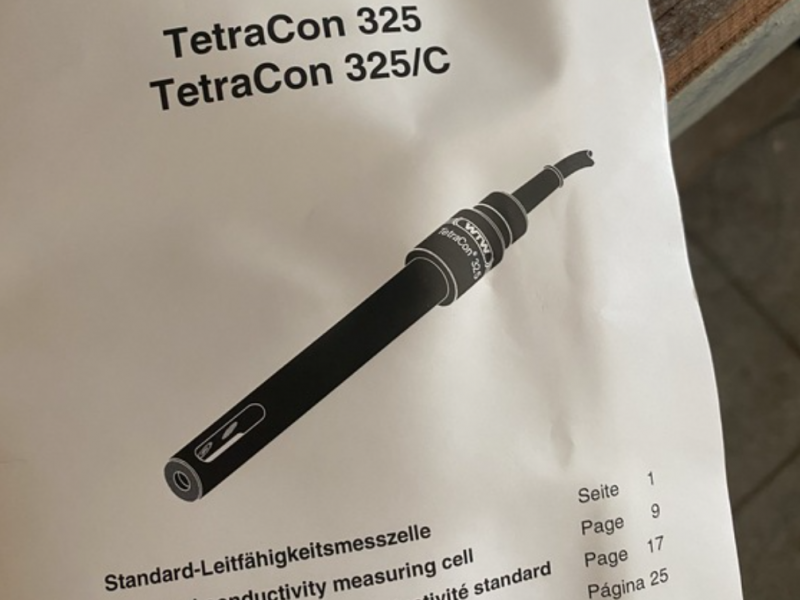 TetraCon 325
TetraCon 325/C
WTW
TetraCon® 325
Standard-Leitfähigkeitsmesszelle
Seite 1
conductivity measuring cell
Page 9
standard
Page 17
Página 25